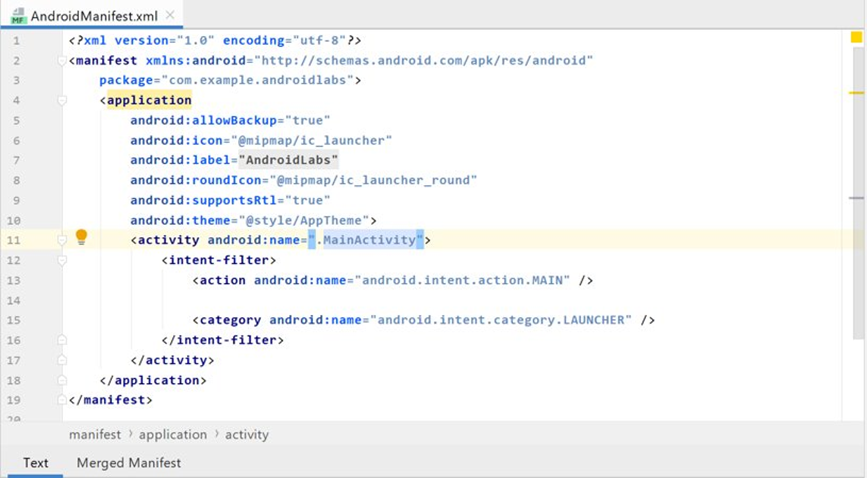 MF AndroidManifest.xml
1 <?xml version="1.0" encoding="utf-8"?>
2 <manifest xmlns:android="http://schemas.android.com/apk/res/android"
3 package="com.example.androidlabs">
4 <application
5 android:allowBackup="true"
6 android:icon="@mipmap/ic_launcher"
7 android:label="AndroidLabs"
8 android:roundIcon="@mipmap/ic_launcher_round"
9 android:supportsRtl="true"
10 android:theme="@style/AppTheme">
11 <activity android:name=".MainActivity">
12 <intent-filter>
13 <action android:name="android.intent.action.MAIN" />
14
15 <category android:name="android.intent.category.LAUNCHER" />
16 </intent-filter>
17 </activity>
18 </application>
19 </manifest>
20
manifest › application › activity
Text Merged Manifest